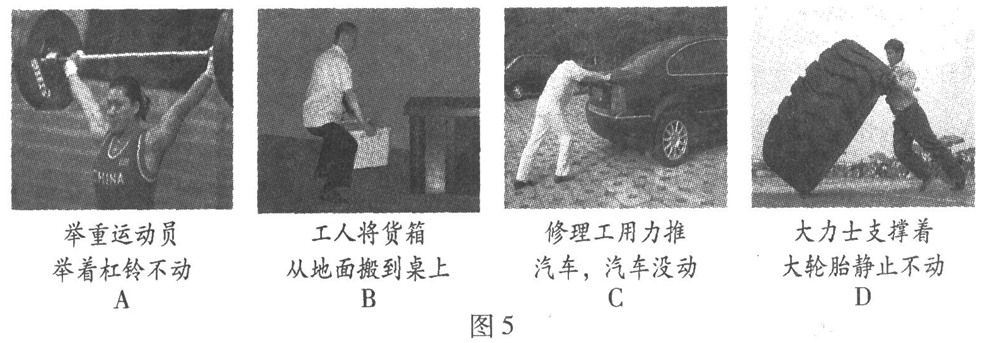 CHINA
举重运动员
举着杠铃不动
A
工人将货箱
从地面搬到桌上
B
修理工用力推
汽车，汽车没动
C
大力士支撑着
大轮胎静止不动
D
图5